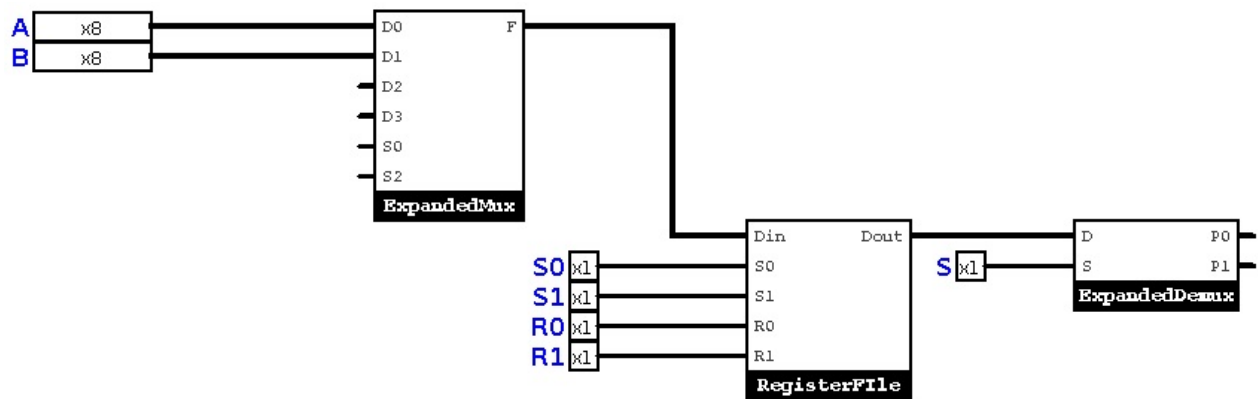 A x8 D0 F
B x8 D1
D2
D3
S0
S2
ExpandedMux
Din Dout D P0
S0 x1 S0 S x1 S P1
S1 x1 S1 ExpandedDemux
R0 x1 R0
R1 x1 R1
RegisterFIle